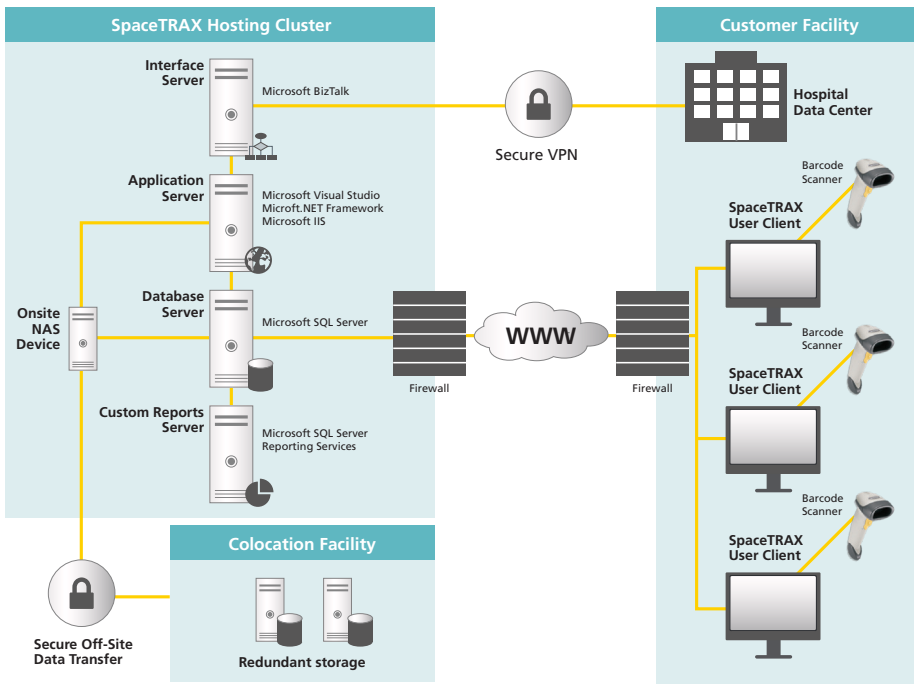 SpaceTRAX Hosting Cluster
Interface
Server
Microsoft BizTalk
Application
Server
Microsoft Visual Studio
Microft.NET Framework
Microsoft IIS
Onsite
NAS
Device
Database
Server
Microsoft SQL Server
Firewall
Custom Reports
Server
Microsoft SQL Server
Reporting Services
Secure VPN
WWW
Customer Facility
Hospital
Data Center
Barcode
Scanner
SpaceTRAX
User Client
Firewall
Barcode
Scanner
SpaceTRAX
User Client
Barcode
Scanner
SpaceTRAX
User Client
Secure Off-Site
Data Transfer
Colocation Facility
Redundant storage